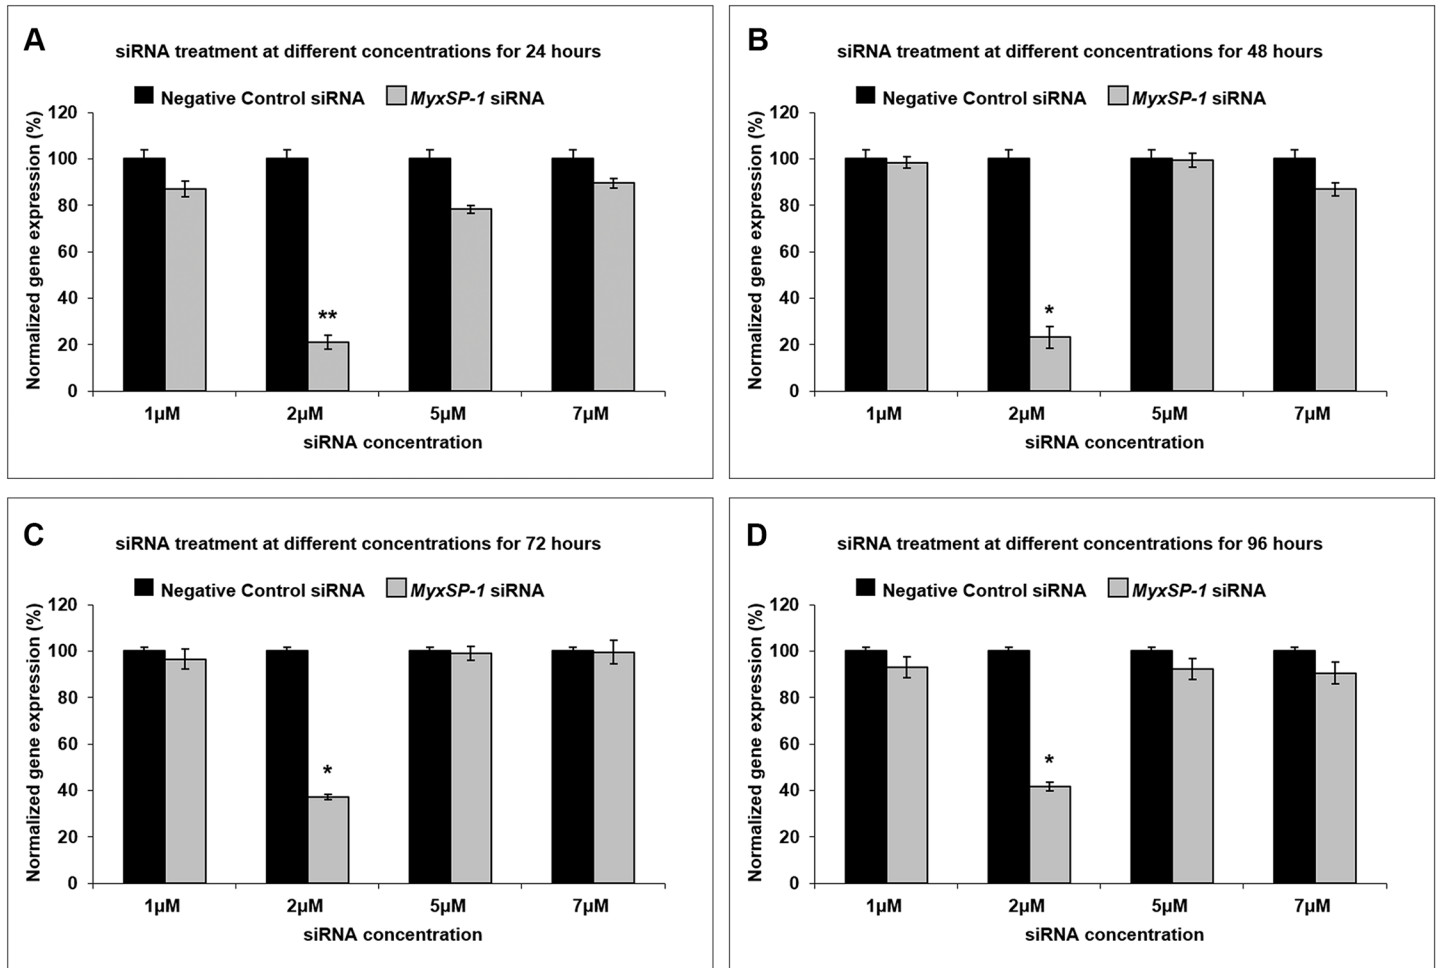 A
siRNA treatment at different concentrations for 24 hours
Negative Control siRNA MyxSP-1 siRNA
Normalized gene expression (%)
120
100
80
60
40
20
0
**
1µM 2µM 5µM 7µM
siRNA concentration
B
siRNA treatment at different concentrations for 48 hours
Negative Control siRNA MyxSP-1 siRNA
Normalized gene expression (%)
120
100
80
60
40
20
0
*
1µM 2µM 5µM 7µM
siRNA concentration
C
siRNA treatment at different concentrations for 72 hours
Negative Control siRNA MyxSP-1 siRNA
Normalized gene expression (%)
120
100
80
60
40
20
0
*
1µM 2µM 5µM 7µM
siRNA concentration
D
siRNA treatment at different concentrations for 96 hours
Negative Control siRNA MyxSP-1 siRNA
Normalized gene expression (%)
120
100
80
60
40
20
0
*
1µM 2µM 5µM 7µM
siRNA concentration